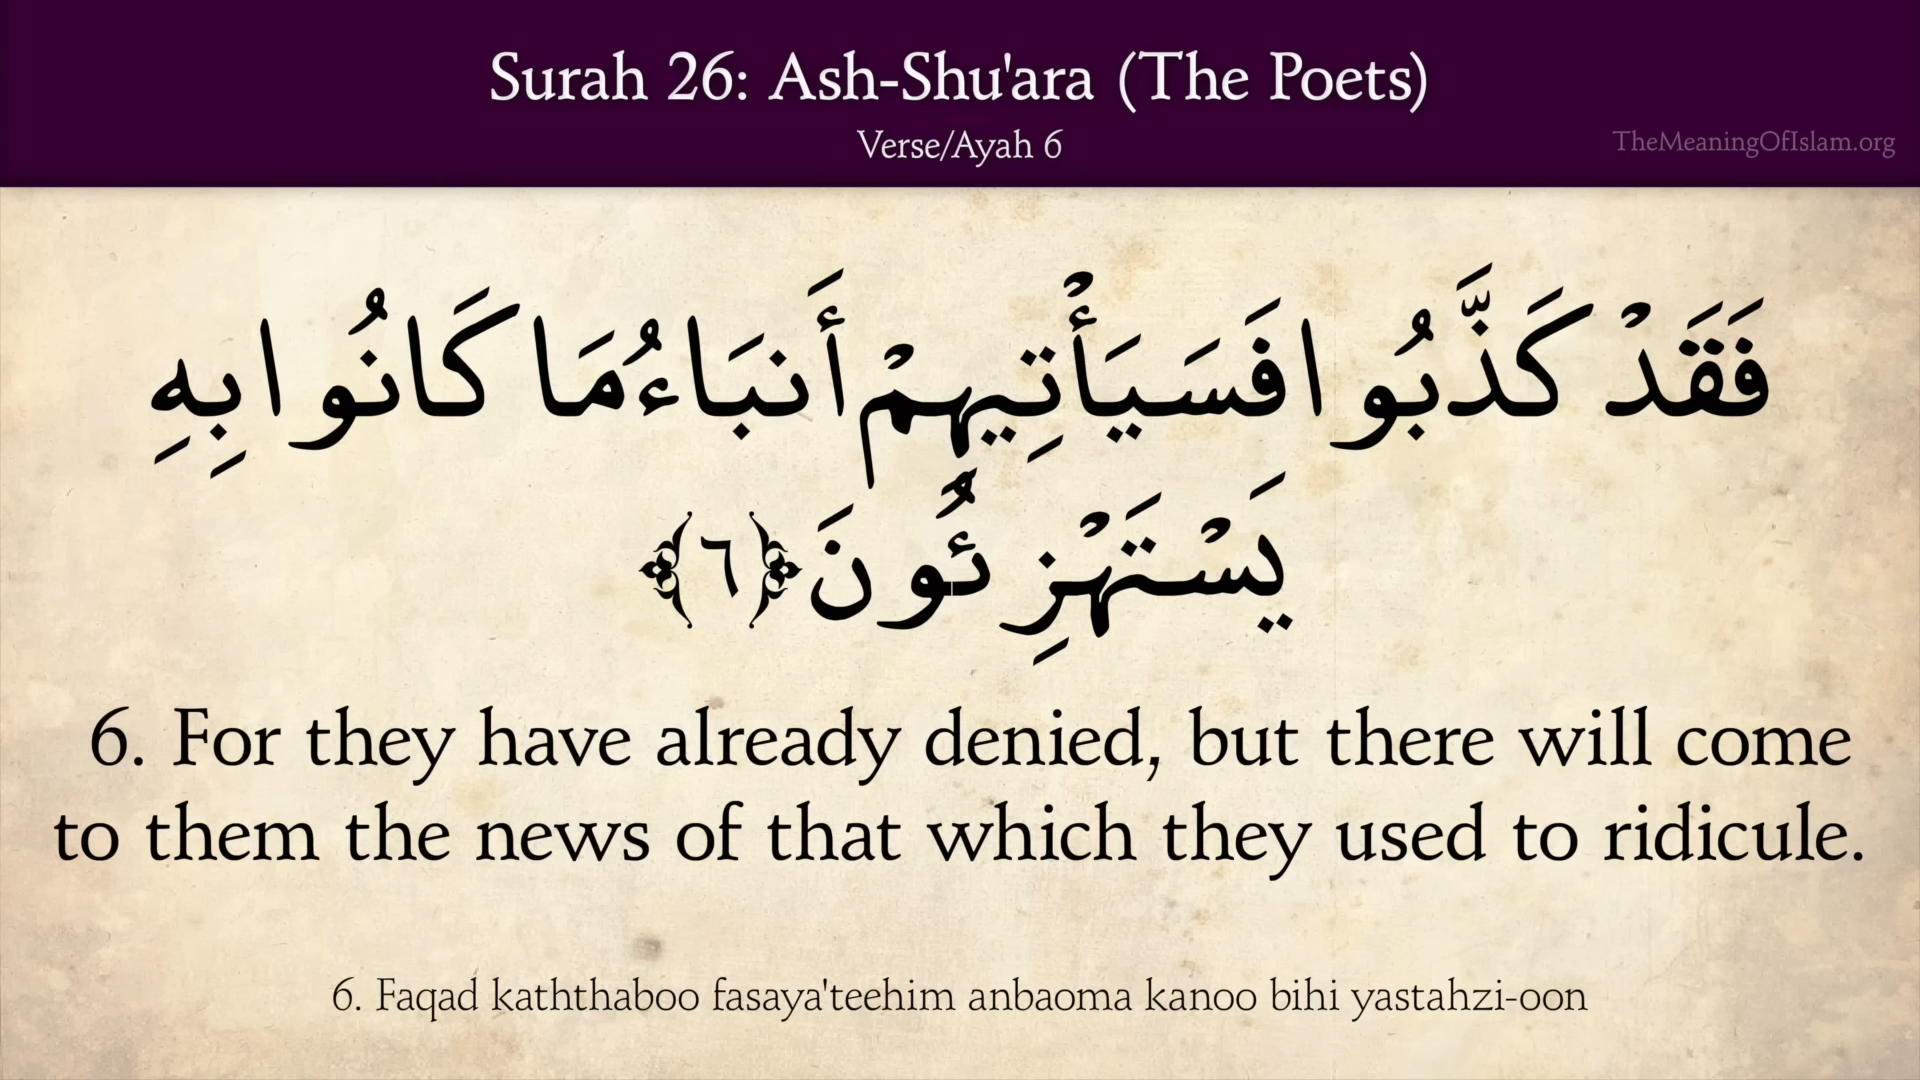 Surah 26: Ash-Shu'ara (The Poets)
Verse/Ayah 6
TheMeaningOfIslam.org
فَقَدْ كَذَّبُوا فَسَيَأْتِيهِمْ أَنبَاءُ مَا كَانُوا بِهِ
يَسْتَهْزِئُونَ ﴿٦﴾
6. For they have already denied, but there will come
to them the news of that which they used to ridicule.
6. Faqad kaththaboo fasaya'teehim anbaoma kanoo bihi yastahzi-oon